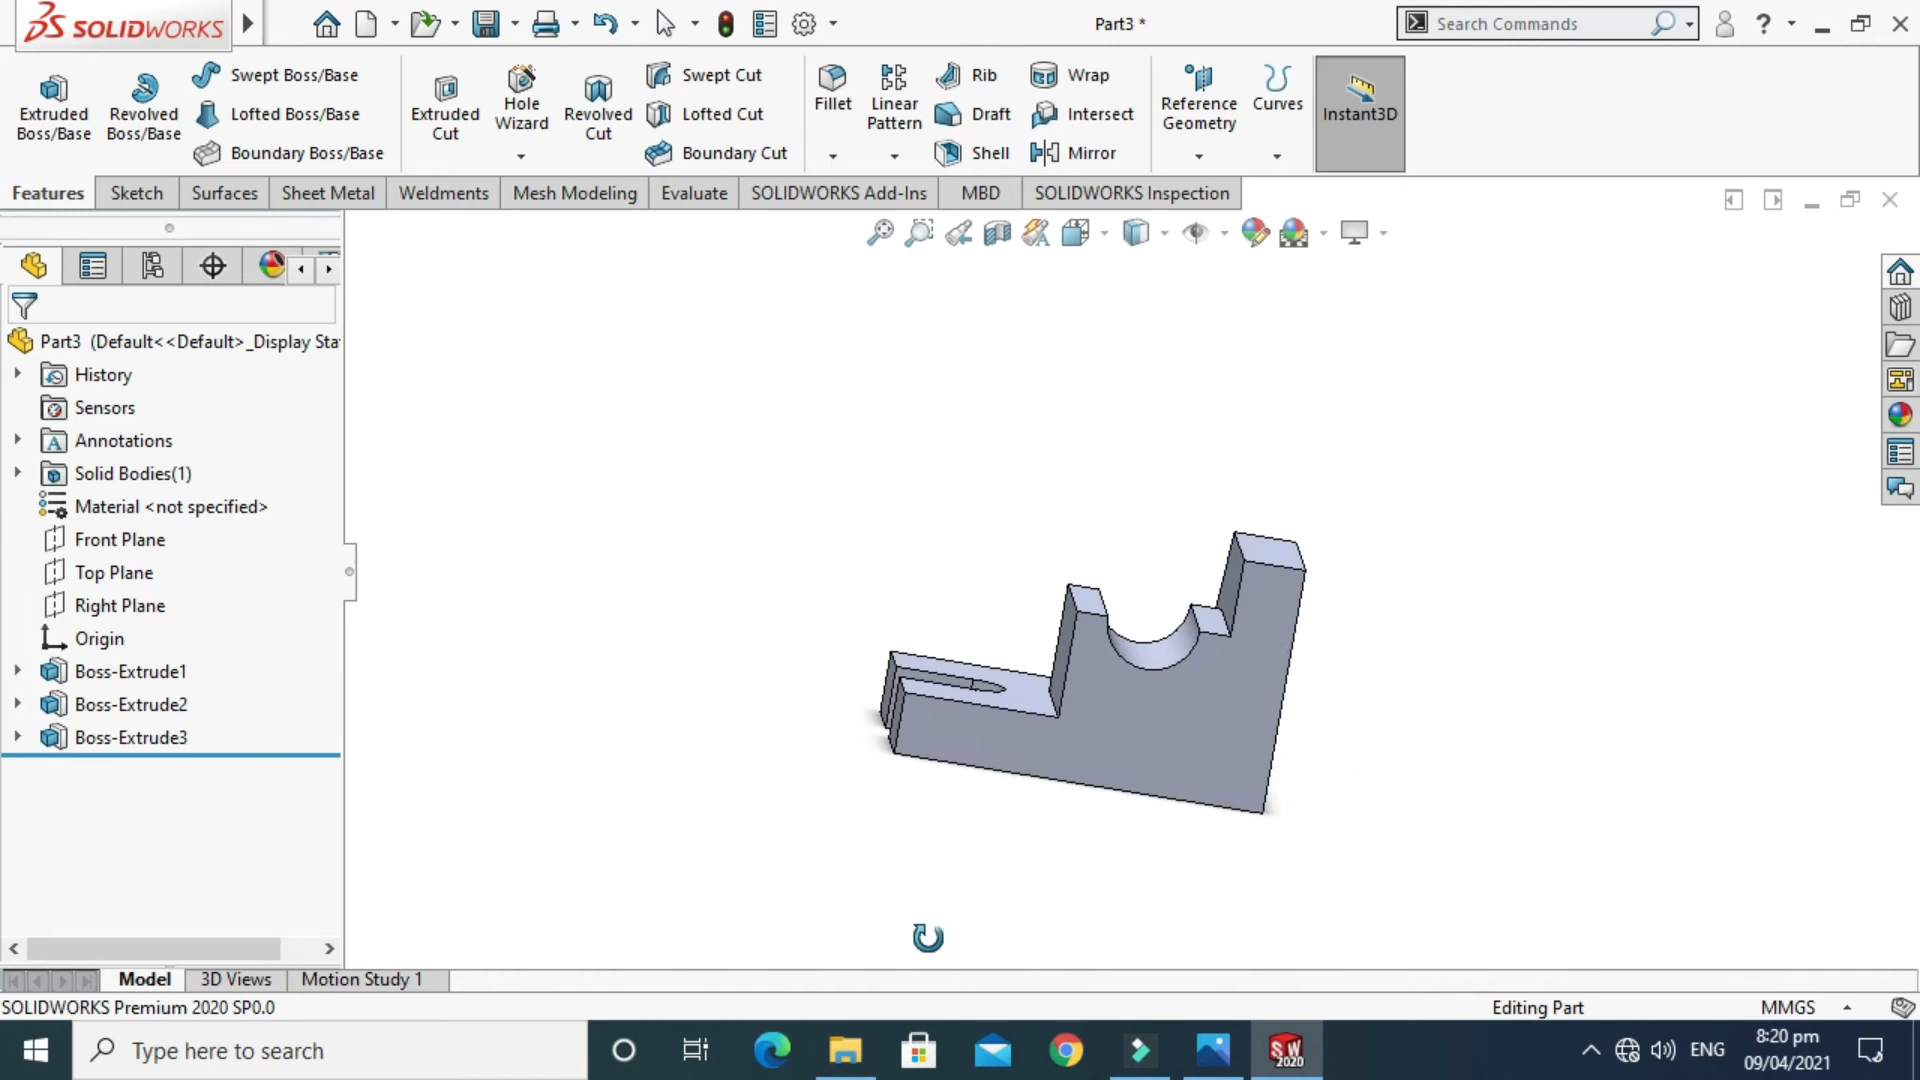 SOLIDWORKS
Part3 *
Search Commands
Extruded Boss/Base
Revolved Boss/Base
Swept Boss/Base
Lofted Boss/Base
Boundary Boss/Base
Extruded Cut
Hole Wizard
Revolved Cut
Swept Cut
Lofted Cut
Boundary Cut
Fillet
Linear Pattern
Rib
Draft
Shell
Wrap
Intersect
Mirror
Reference Geometry
Curves
Instant3D
Features
Sketch
Surfaces
Sheet Metal
Weldments
Mesh Modeling
Evaluate
SOLIDWORKS Add-Ins
MBD
SOLIDWORKS Inspection
Part3 (Default<<Default>_Display Sta
History
Sensors
Annotations
Solid Bodies(1)
Material <not specified>
Front Plane
Top Plane
Right Plane
Origin
Boss-Extrude1
Boss-Extrude2
Boss-Extrude3
Model
3D Views
Motion Study 1
SOLIDWORKS Premium 2020 SP0.0
Editing Part
MMGS
Type here to search
SW 2020
ENG
8:20 pm
09/04/2021